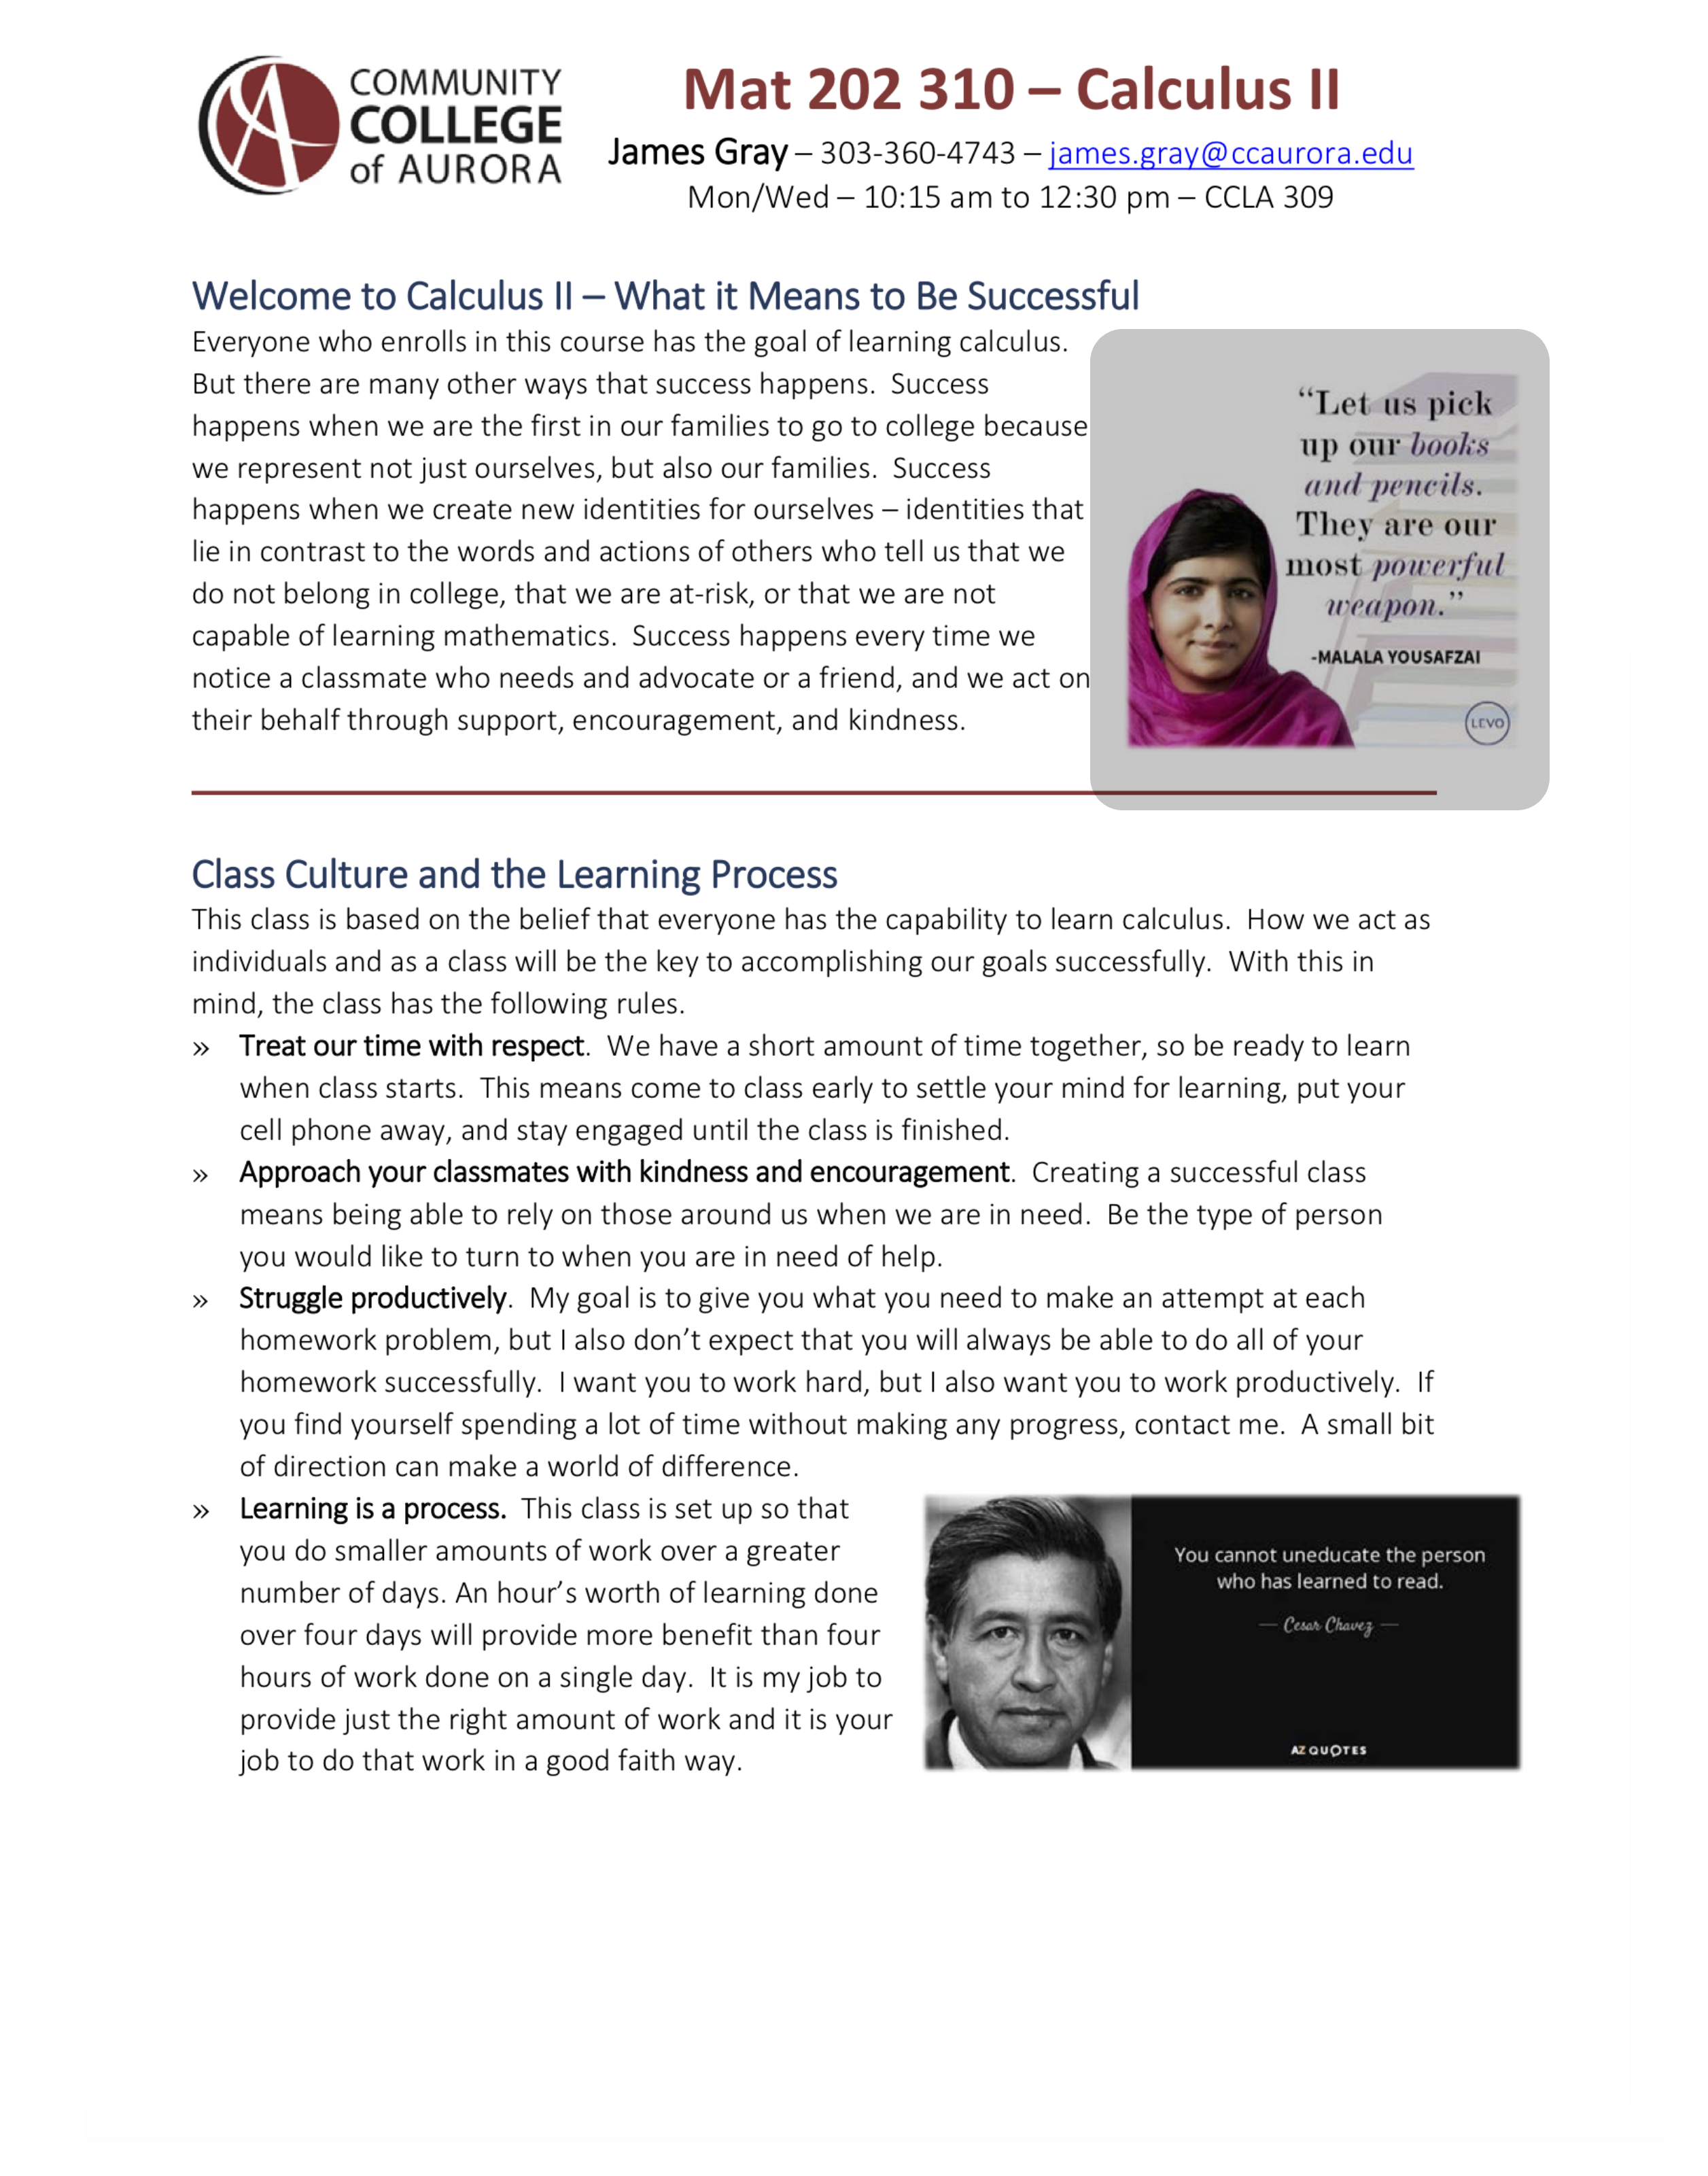 COMMUNITY
COLLEGE
of AURORA
Mat 202 310 – Calculus II
James Gray – 303-360-4743 – james.gray@ccaurora.edu
Mon/Wed – 10:15 am to 12:30 pm – CCLA 309
Welcome to Calculus II – What it Means to Be Successful
Everyone who enrolls in this course has the goal of learning calculus.
But there are many other ways that success happens.  Success
happens when we are the first in our families to go to college because
we represent not just ourselves, but also our families.  Success
happens when we create new identities for ourselves – identities that
lie in contrast to the words and actions of others who tell us that we
do not belong in college, that we are at-risk, or that we are not
capable of learning mathematics.  Success happens every time we
notice a classmate who needs and advocate or a friend, and we act on
their behalf through support, encouragement, and kindness.
“Let us pick
up our books
and pencils.
They are our
most powerful
weapon.”
-MALALA YOUSAFZAI
LEVO
Class Culture and the Learning Process
This class is based on the belief that everyone has the capability to learn calculus.  How we act as
individuals and as a class will be the key to accomplishing our goals successfully.  With this in
mind, the class has the following rules.
» Treat our time with respect.  We have a short amount of time together, so be ready to learn
when class starts.  This means come to class early to settle your mind for learning, put your
cell phone away, and stay engaged until the class is finished.
» Approach your classmates with kindness and encouragement.  Creating a successful class
means being able to rely on those around us when we are in need.  Be the type of person
you would like to turn to when you are in need of help.
» Struggle productively.  My goal is to give you what you need to make an attempt at each
homework problem, but I also don’t expect that you will always be able to do all of your
homework successfully.  I want you to work hard, but I also want you to work productively.  If
you find yourself spending a lot of time without making any progress, contact me.  A small bit
of direction can make a world of difference.
» Learning is a process.  This class is set up so that
you do smaller amounts of work over a greater
number of days. An hour’s worth of learning done
over four days will provide more benefit than four
hours of work done on a single day.  It is my job to
provide just the right amount of work and it is your
job to do that work in a good faith way.
You cannot uneducate the person
who has learned to read.
— Cesar Chavez —
AZ QUOTES